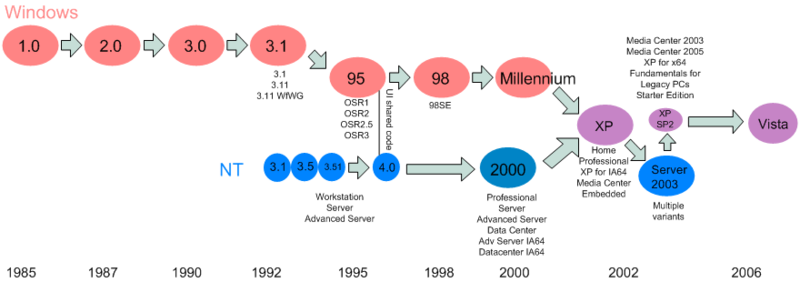 Windows
1.0
2.0
3.0
3.1
3.1
3.11
3.11 WfWG
95
OSR1
OSR2
OSR2.5
OSR3
UI shared code
98
98SE
Millennium
Media Center 2003
Media Center 2005
XP for x64
Fundamentals for
Legacy PCs
Starter Edition
XP
Home
Professional
XP for IA64
Media Center
Embedded
XP
SP2
Vista
NT
3.1
3.5
3.51
4.0
Workstation
Server
Advanced Server
2000
Professional
Server
Advanced Server
Data Center
Adv Server IA64
Datacenter IA64
Server
2003
Multiple
variants
1985
1987
1990
1992
1995
1998
2000
2002
2006